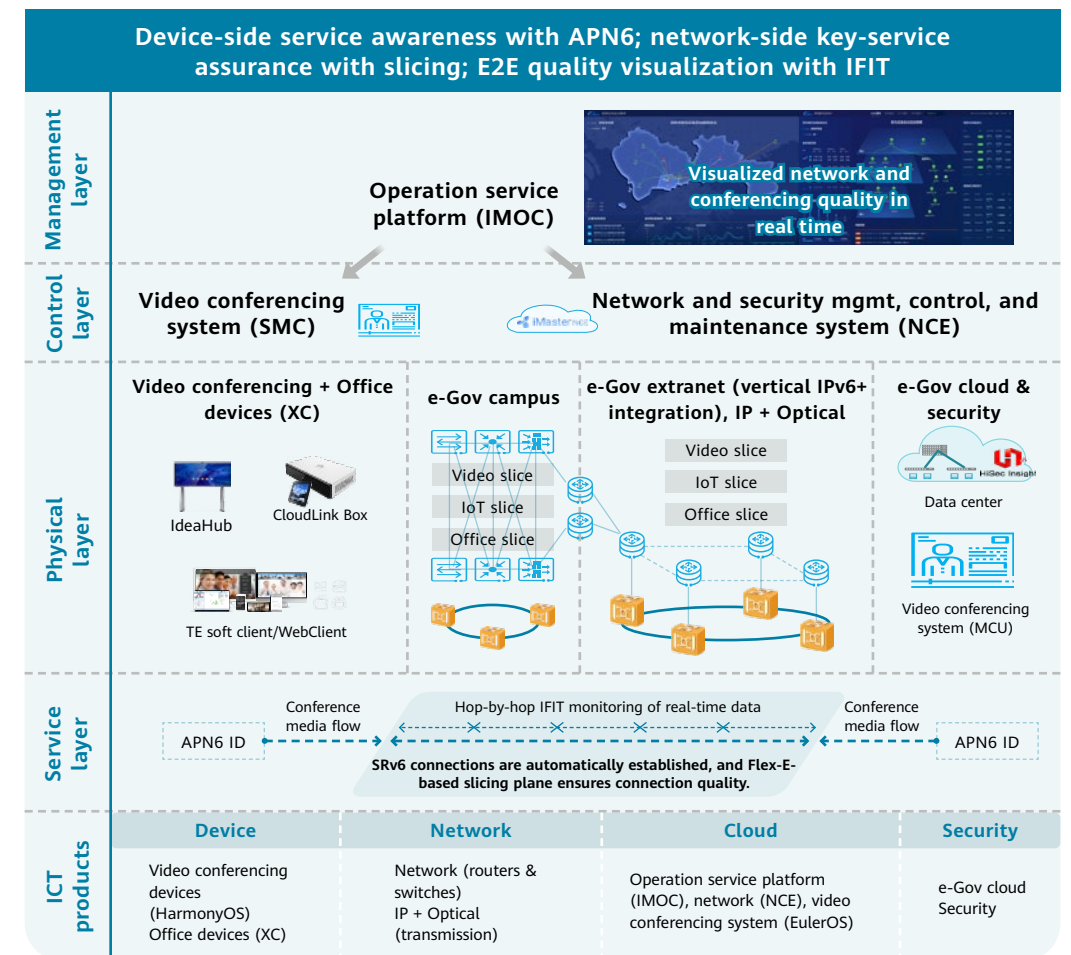 Device-side service awareness with APN6; network-side key-service
assurance with slicing; E2E quality visualization with IFIT
Management
layer
Operation service
platform (IMOC)
Visualized network and
conferencing quality in
real time
Control
layer
Video conferencing
system (SMC)
iMaster NCE
Network and security mgmt, control, and
maintenance system (NCE)
Physical
layer
Video conferencing + Office
devices (XC)
IdeaHub
CloudLink Box
TE soft client/WebClient
e-Gov campus
Video slice
IoT slice
Office slice
e-Gov extranet (vertical IPv6+
integration), IP + Optical
Video slice
IoT slice
Office slice
e-Gov cloud &
security
HiSec Insight
Data center
Video conferencing
system (MCU)
Service
layer
APN6 ID
Conference
media flow
Hop-by-hop IFIT monitoring of real-time data
SRv6 connections are automatically established, and Flex-E-
based slicing plane ensures connection quality.
Conference
media flow
APN6 ID
ICT
products
Device
Video conferencing
devices
(HarmonyOS)
Office devices (XC)
Network
Network (routers &
switches)
IP + Optical
(transmission)
Cloud
Operation service platform
(IMOC), network (NCE), video
conferencing system (EulerOS)
Security
e-Gov cloud
Security